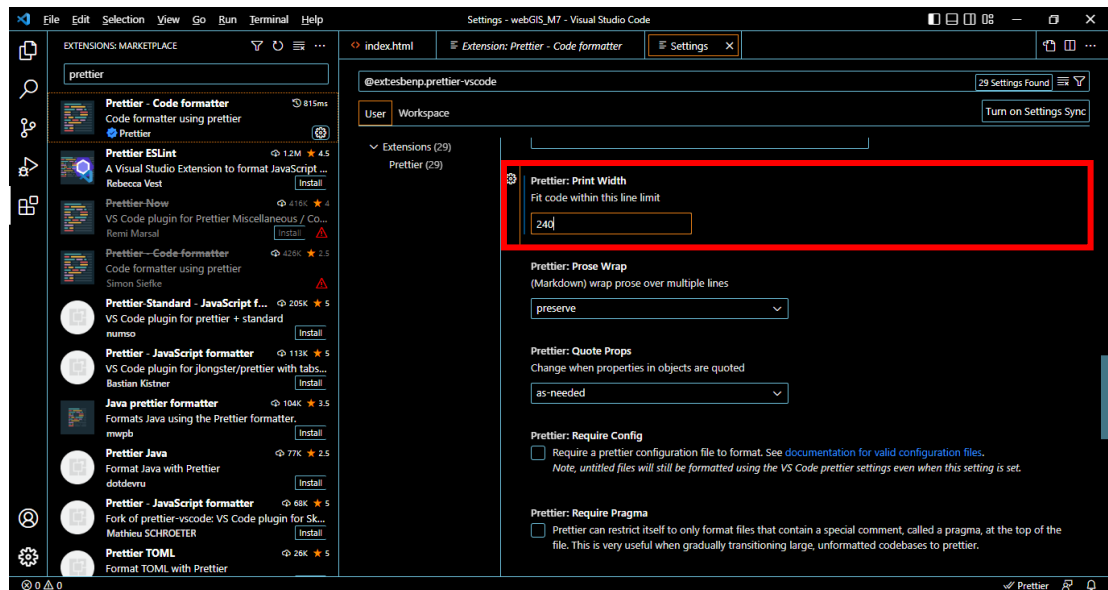 File Edit Selection View Go Run Terminal Help
Settings - webGIS_M7 - Visual Studio Code
EXTENSIONS: MARKETPLACE
prettier
Prettier - Code formatter 815ms
Code formatter using prettier
Prettier
Prettier ESLint 1.2M ★ 4.5
A Visual Studio Extension to format JavaScript ...
Rebecca Vest Install
Prettier Now 416K ★ 4
VS Code plugin for Prettier Miscellaneous / Co...
Remi Marsal Install
Prettier - Code formatter 426K ★ 2.5
Code formatter using prettier
Simon Siefke
Prettier-Standard - JavaScript f... 205K ★ 5
VS Code plugin for prettier + standard
numso Install
Prettier - JavaScript formatter 113K ★ 5
VS Code plugin for jlongster/prettier with tabs...
Bastian Kistner Install
Java prettier formatter 104K ★ 3.5
Formats Java using the Prettier formatter.
mwpb Install
Prettier Java 77K ★ 2.5
Format Java with Prettier
dotdevru Install
Prettier - JavaScript formatter 68K ★ 5
Fork of prettier-vscode: VS Code plugin for Sk...
Mathieu SCHROETER Install
Prettier TOML 26K ★ 5
Format TOML with Prettier
index.html Extension: Prettier - Code formatter Settings
@ext:esbenp.prettier-vscode 29 Settings Found
User Workspace Turn on Settings Sync
Extensions (29)
Prettier (29)
Prettier: Print Width
Fit code within this line limit
240
Prettier: Prose Wrap
(Markdown) wrap prose over multiple lines
preserve
Prettier: Quote Props
Change when properties in objects are quoted
as-needed
Prettier: Require Config
Require a prettier configuration file to format. See documentation for valid configuration files.
Note, untitled files will still be formatted using the VS Code prettier settings even when this setting is set.
Prettier: Require Pragma
Prettier can restrict itself to only format files that contain a special comment, called a pragma, at the top of the
file. This is very useful when gradually transitioning large, unformatted codebases to prettier.
0 0 Prettier